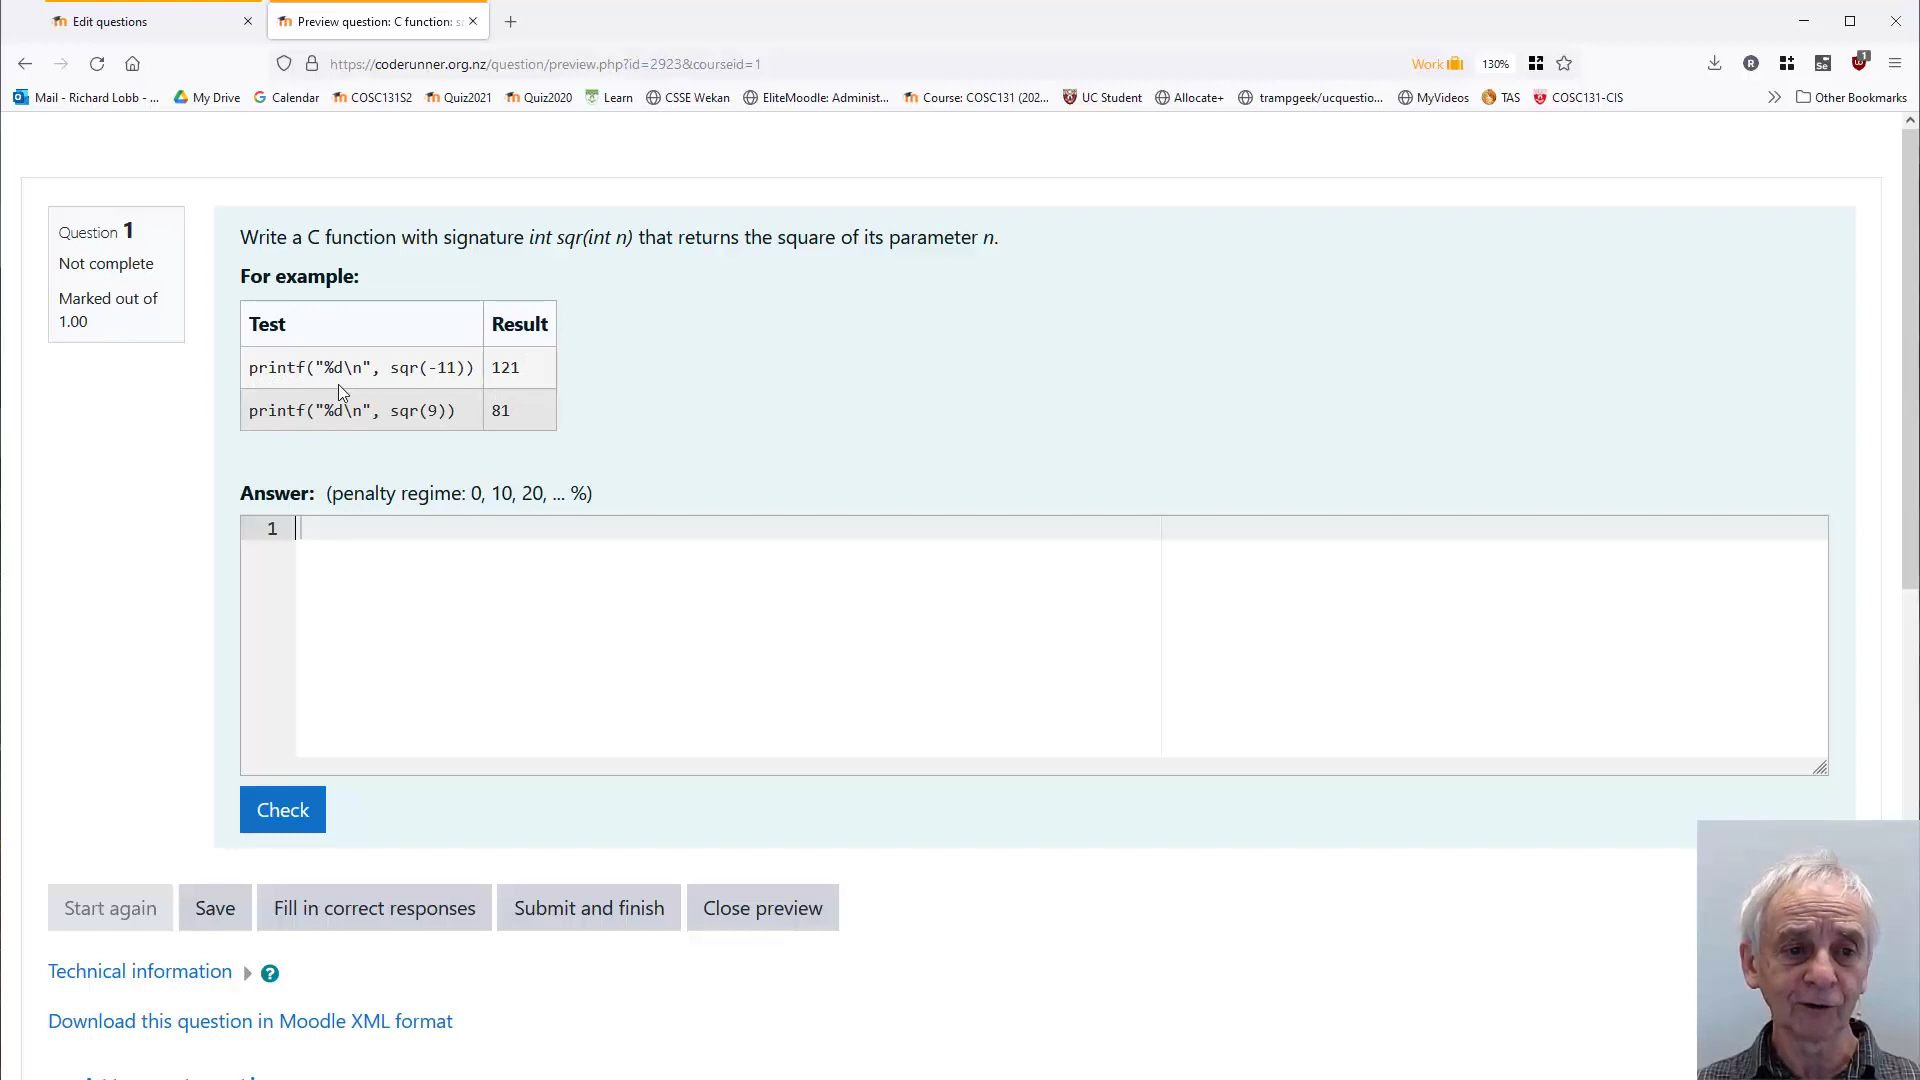 Edit questions
Preview question: C function: s
https://coderunner.org.nz/question/preview.php?id=2923&courseid=1
Work
130%
R
1
Mail - Richard Lobb - ...
My Drive
Calendar
COSC131S2
Quiz2021
Quiz2020
Learn
CSSE Wekan
EliteMoodle: Administ...
Course: COSC131 (202...
UC Student
Allocate+
trampgeek/ucquestio...
MyVideos
TAS
COSC131-CIS
Other Bookmarks
Question 1
Not complete
Marked out of
1.00
Write a C function with signature int sqr(int n) that returns the square of its parameter n.
For example:
Test Result
printf("%d\n", sqr(-11)) 121
printf("%d\n", sqr(9)) 81
Answer: (penalty regime: 0, 10, 20, ... %)
1
Check
Start again
Save
Fill in correct responses
Submit and finish
Close preview
Technical information
?
Download this question in Moodle XML format